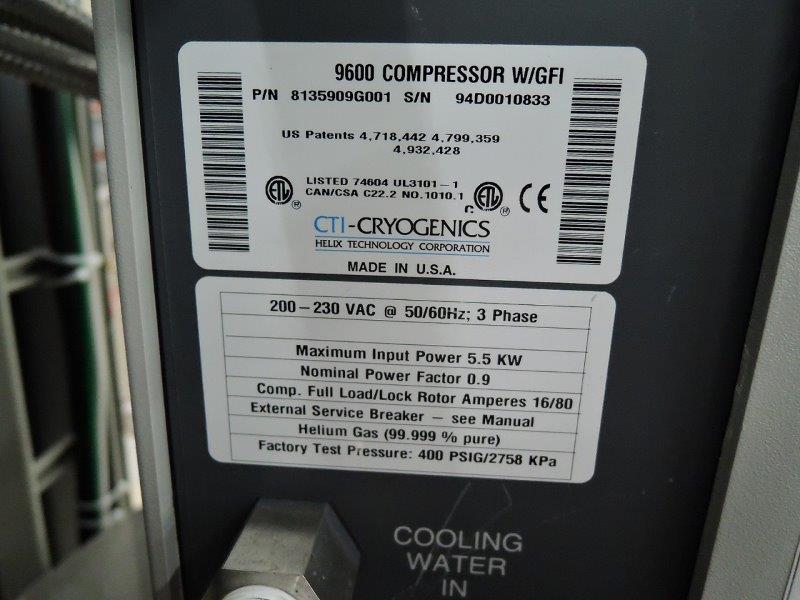 9600 COMPRESSOR W/GFI
P/N 8135909G001 S/N 94D0010833
US Patents 4,718,442 4,799,359
4,932,428
LISTED 74604 UL3101-1
CAN/CSA C22.2 NO.1010.1
ETL ® c ETL ® CE
CTI-CRYOGENICS
HELIX TECHNOLOGY CORPORATION
MADE IN U.S.A.
200-230 VAC @ 50/60Hz; 3 Phase
Maximum Input Power 5.5 KW
Nominal Power Factor 0.9
Comp. Full Load/Lock Rotor Amperes 16/80
External Service Breaker - see Manual
Helium Gas (99.999 % pure)
Factory Test Pressure: 400 PSIG/2758 KPa
COOLING
WATER
IN